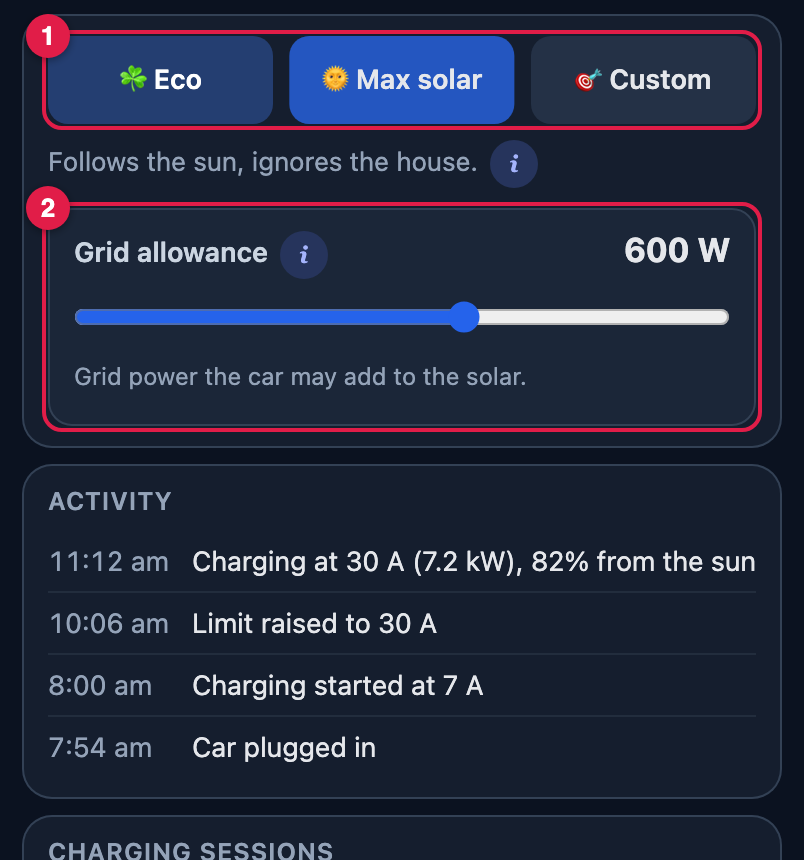 1
Eco
Max solar
Custom
Follows the sun, ignores the house. i
2
Grid allowance i 600 W
Grid power the car may add to the solar.
ACTIVITY
11:12 am Charging at 30 A (7.2 kW), 82% from the sun
10:06 am Limit raised to 30 A
8:00 am Charging started at 7 A
7:54 am Car plugged in
CHARGING SESSIONS